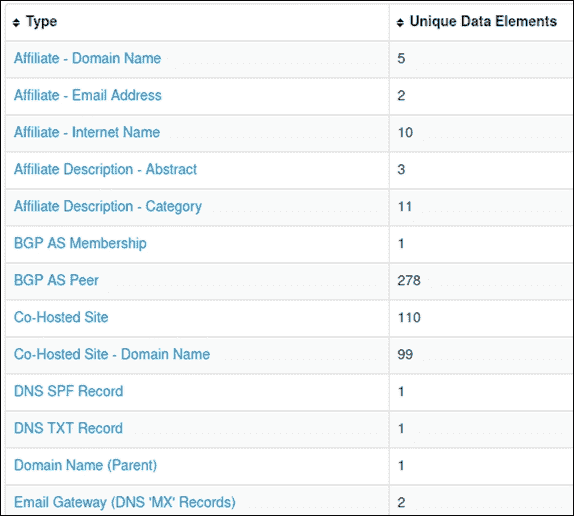 Type Unique Data Elements
Affiliate - Domain Name 5
Affiliate - Email Address 2
Affiliate - Internet Name 10
Affiliate Description - Abstract 3
Affiliate Description - Category 11
BGP AS Membership 1
BGP AS Peer 278
Co-Hosted Site 110
Co-Hosted Site - Domain Name 99
DNS SPF Record 1
DNS TXT Record 1
Domain Name (Parent) 1
Email Gateway (DNS 'MX' Records) 2